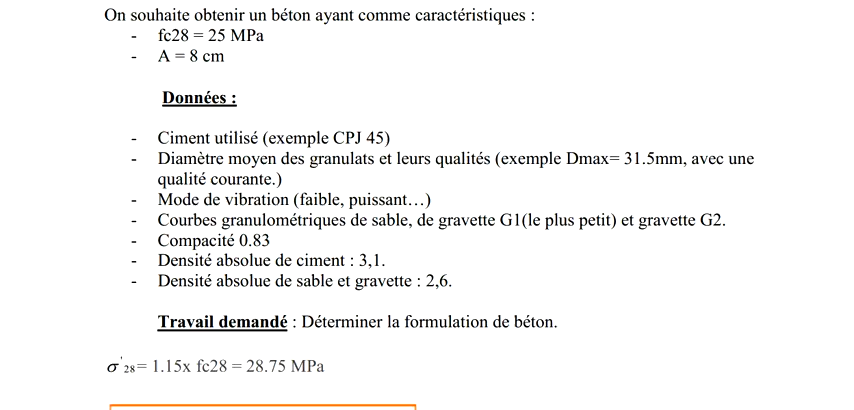 On souhaite obtenir un béton ayant comme caractéristiques :
- fc28 = 25 MPa
- A = 8 cm
Données :
- Ciment utilisé (exemple CPJ 45)
- Diamètre moyen des granulats et leurs qualités (exemple Dmax= 31.5mm, avec une
qualité courante.)
- Mode de vibration (faible, puissant…)
- Courbes granulométriques de sable, de gravette G1(le plus petit) et gravette G2.
- Compacité 0.83
- Densité absolue de ciment : 3,1.
- Densité absolue de sable et gravette : 2,6.
Travail demandé : Déterminer la formulation de béton.
σ'28= 1.15x fc28 = 28.75 MPa